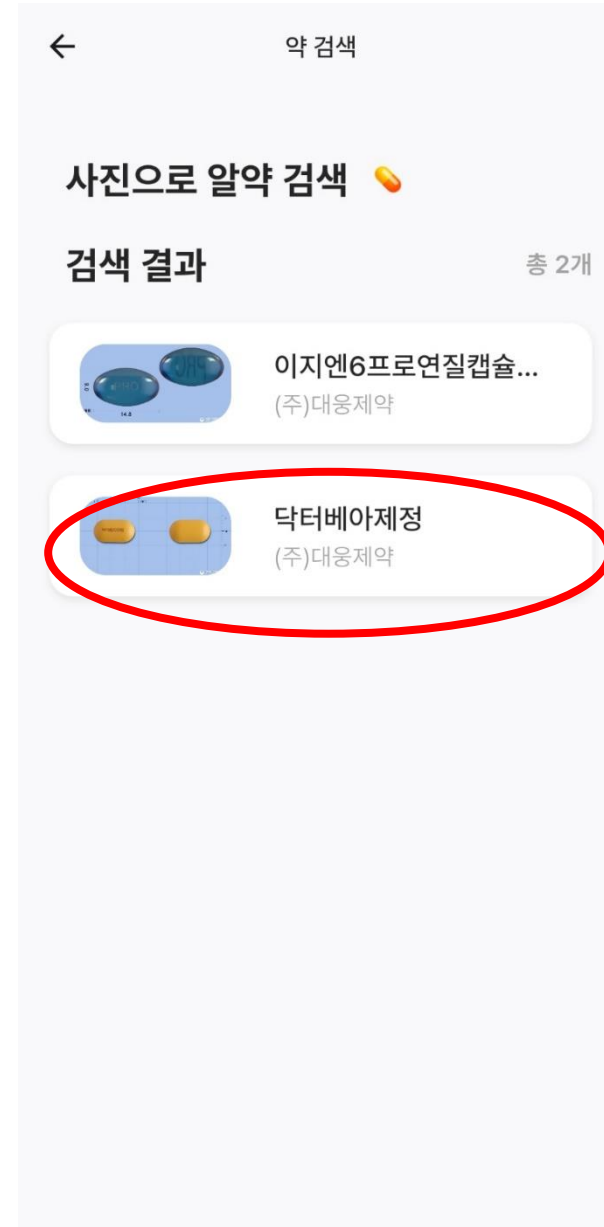 약 검색
사진으로 알약 검색 💊
검색 결과
총 2개
이지엔6프로연질캡슐...
(주)대웅제약
닥터베아제정
(주)대웅제약